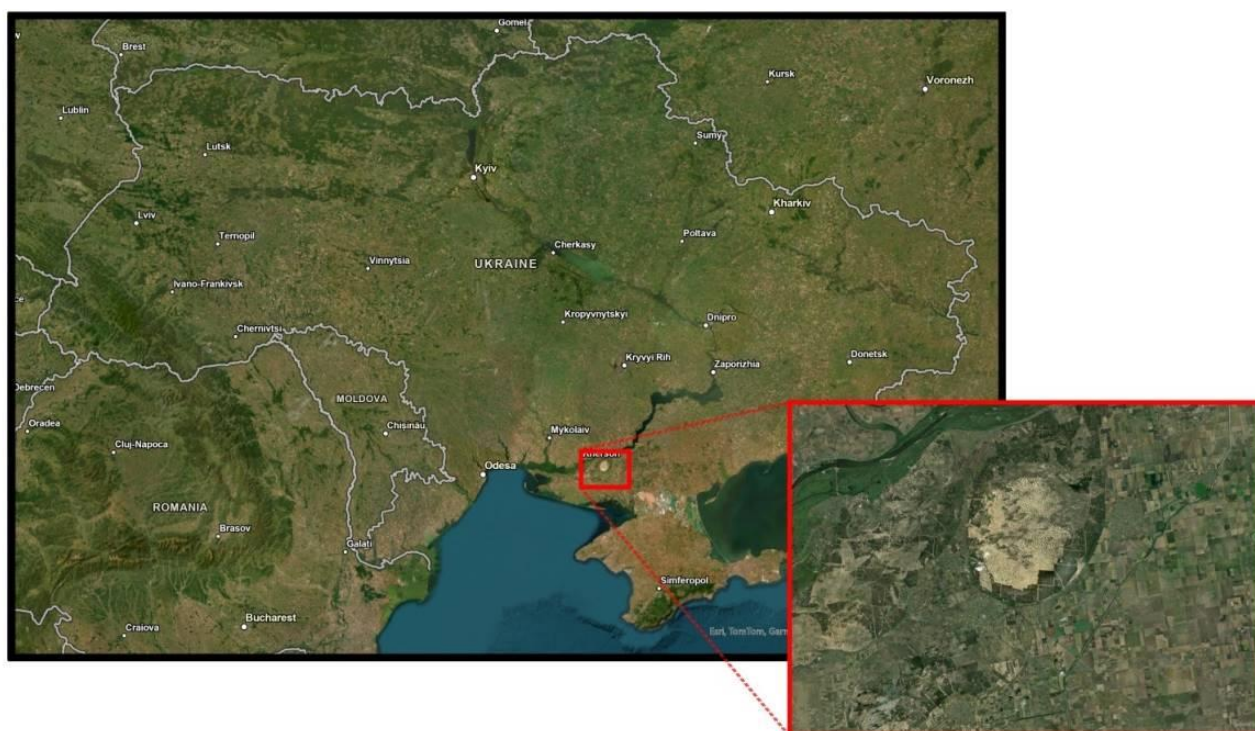 Gomel
Brest
Kursk
Voronezh
Lublin
Sumy
Lutsk
Kyiv
Kharkiv
Lviv
Ternopil
Poltava
Cherkasy
Vinnytsia
UKRAINE
Ivano-Frankivsk
Kropyvnytskyi
Dnipro
Chernivtsi
Kryvyi Rih
Zaporizhia
Donetsk
Debrecen
MOLDOVA
Oradea
Chișinău
Mykolaiv
Cluj-Napoca
Kherson
Odesa
ROMANIA
Brasov
Galați
Simferopol
Bucharest
Craiova
Esri, TomTom, Garm